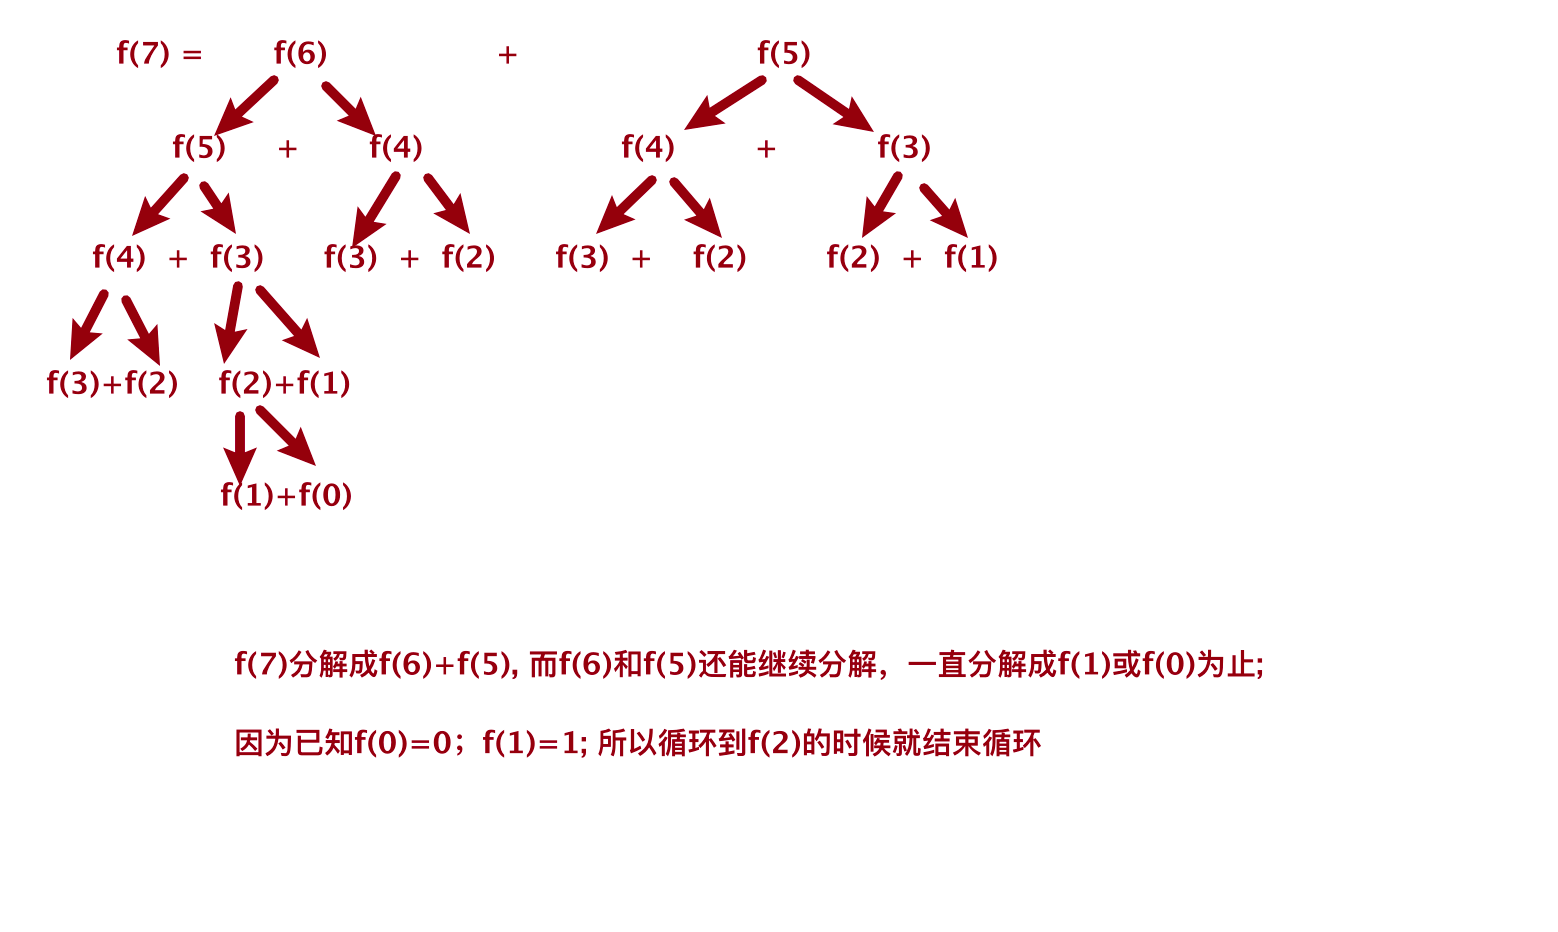 f(7) = f(6) + f(5)
f(5) + f(4) f(4) + f(3)
f(4) + f(3) f(3) + f(2) f(3) + f(2) f(2) + f(1)
f(3)+f(2) f(2)+f(1)
f(1)+f(0)
f(7)分解成f(6)+f(5), 而f(6)和f(5)还能继续分解，一直分解成f(1)或f(0)为止;
因为已知f(0)=0；f(1)=1; 所以循环到f(2)的时候就结束循环